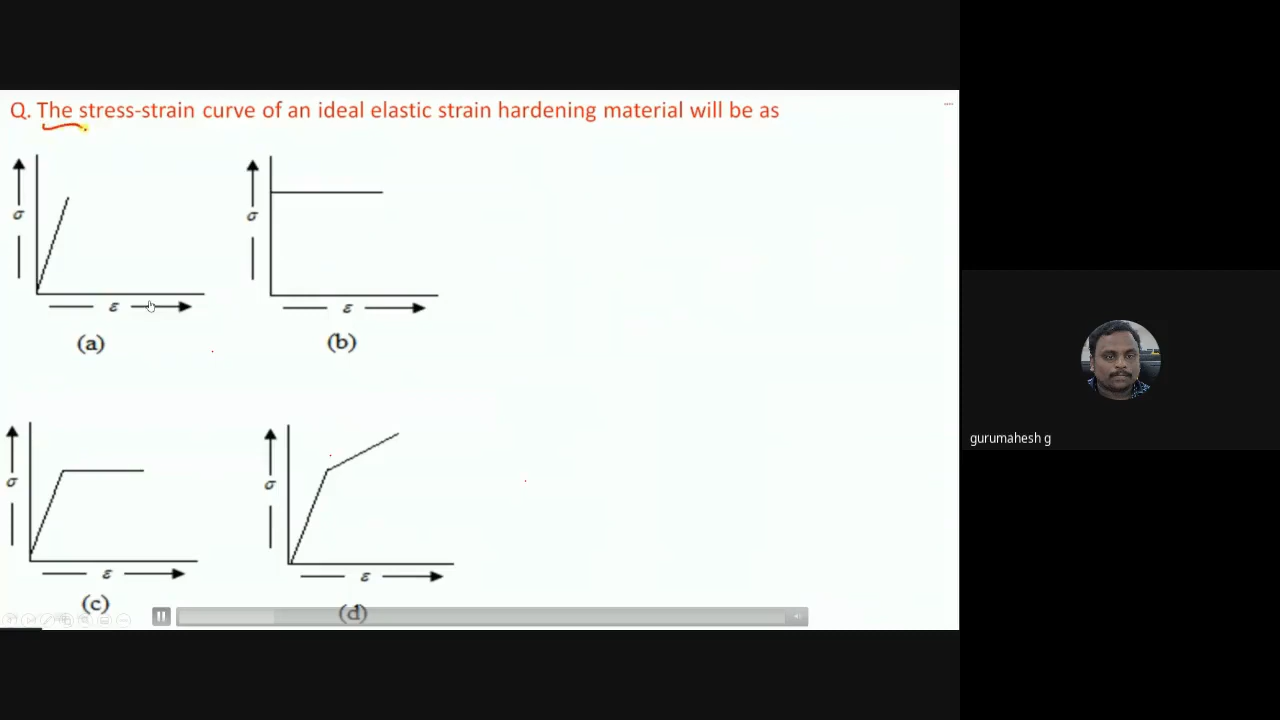 Q. The stress-strain curve of an ideal elastic strain hardening material will be as
σ
ε
(a)
σ
ε
(b)
σ
ε
(c)
σ
ε
(d)
gurumahesh g